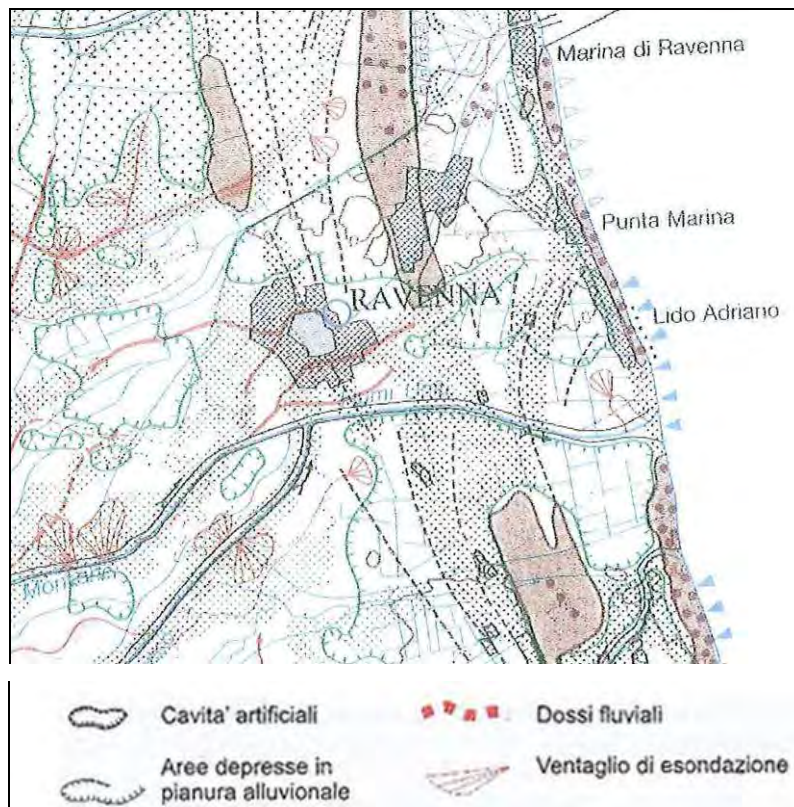 Marina di Ravenna
Punta Marina
RAVENNA
Lido Adriano
Cavita' artificiali
Dossi fluviali
Aree depresse in
pianura alluvionale
Ventaglio di esondazione